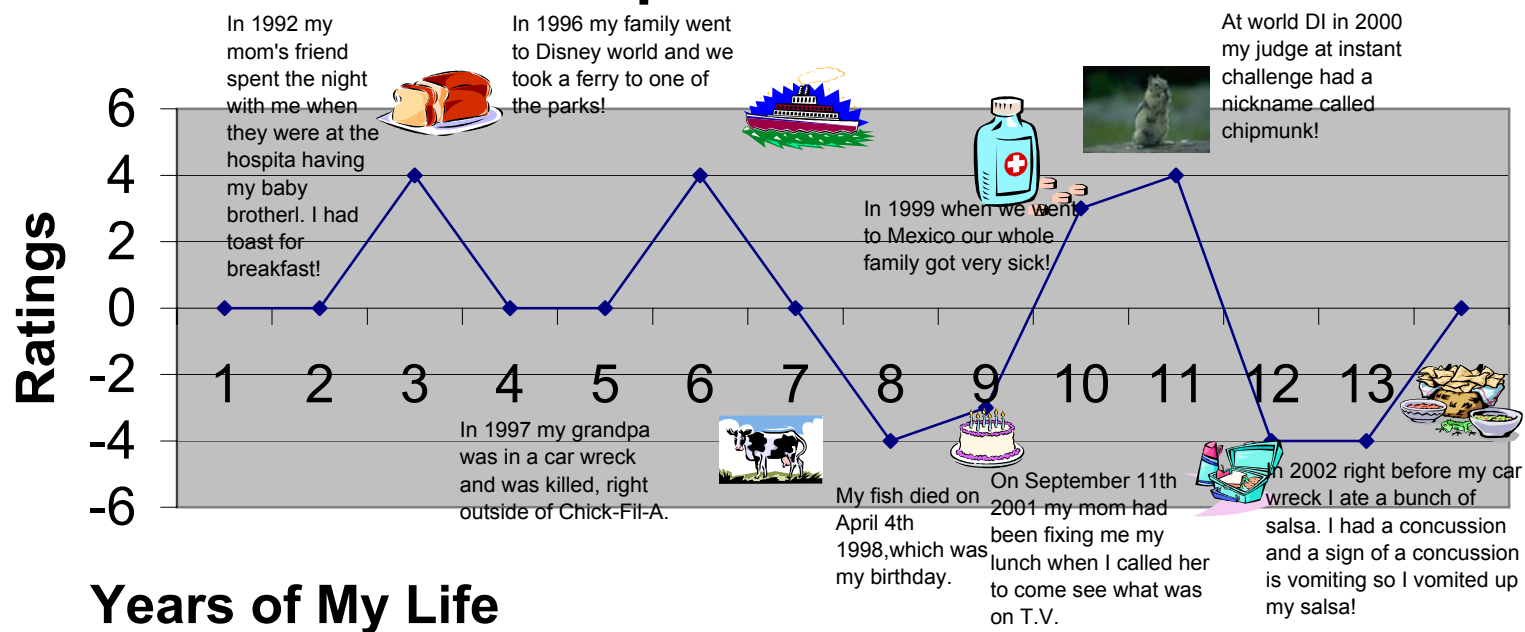 In 1992 my
mom's friend
spent the night
with me when
they were at the
hospita having
my baby
brotherl. I had
toast for
breakfast!
In 1996 my family went
to Disney world and we
took a ferry to one of
the parks!
At world DI in 2000
my judge at instant
challenge had a
nickname called
chipmunk!
In 1999 when we went
to Mexico our whole
family got very sick!
Ratings
6
4
2
0
-2
-4
-6
1 2 3 4 5 6 7 8 9 10 11 12 13
In 1997 my grandpa
was in a car wreck
and was killed, right
outside of Chick-Fil-A.
My fish died on
April 4th
1998,which was
my birthday.
On September 11th
2001 my mom had
been fixing me my
lunch when I called her
to come see what was
on T.V.
In 2002 right before my car
wreck I ate a bunch of
salsa. I had a concussion
and a sign of a concussion
is vomiting so I vomited up
my salsa!
Years of My Life